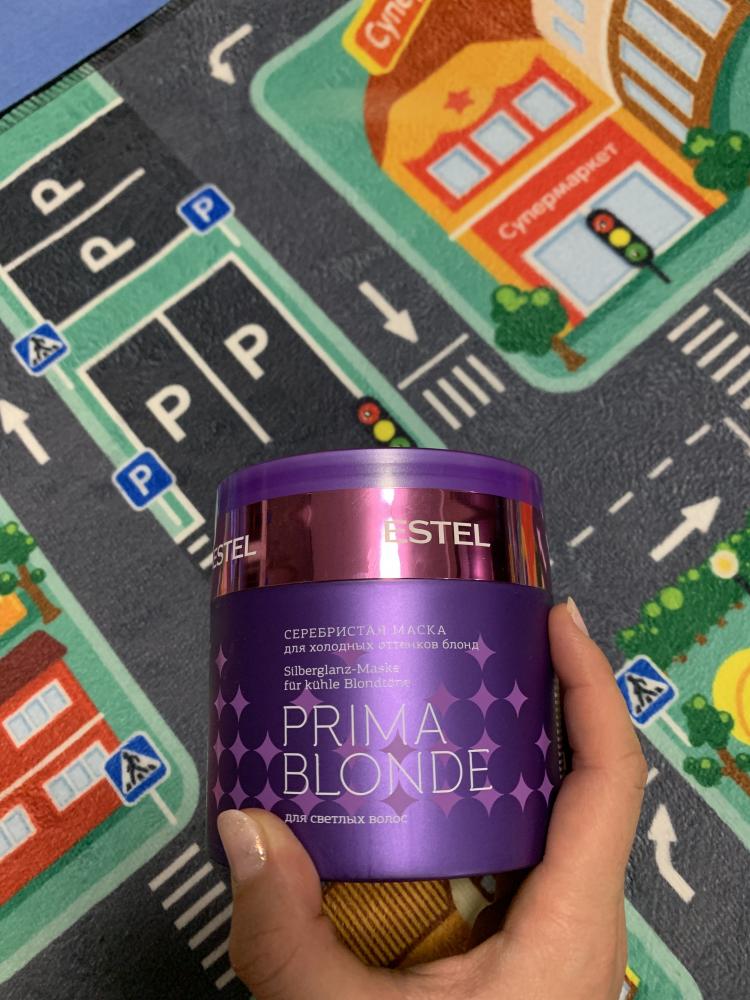 Супе
Супермаркет
P
P
P
P
P
P
ESTEL
ESTEL
СЕРЕБРИСТАЯ МАСКА
для холодных оттенков блонд
Silberglanz-Maske
für kühle Blondtöne
PRIMA
BLONDE
для светлых волос